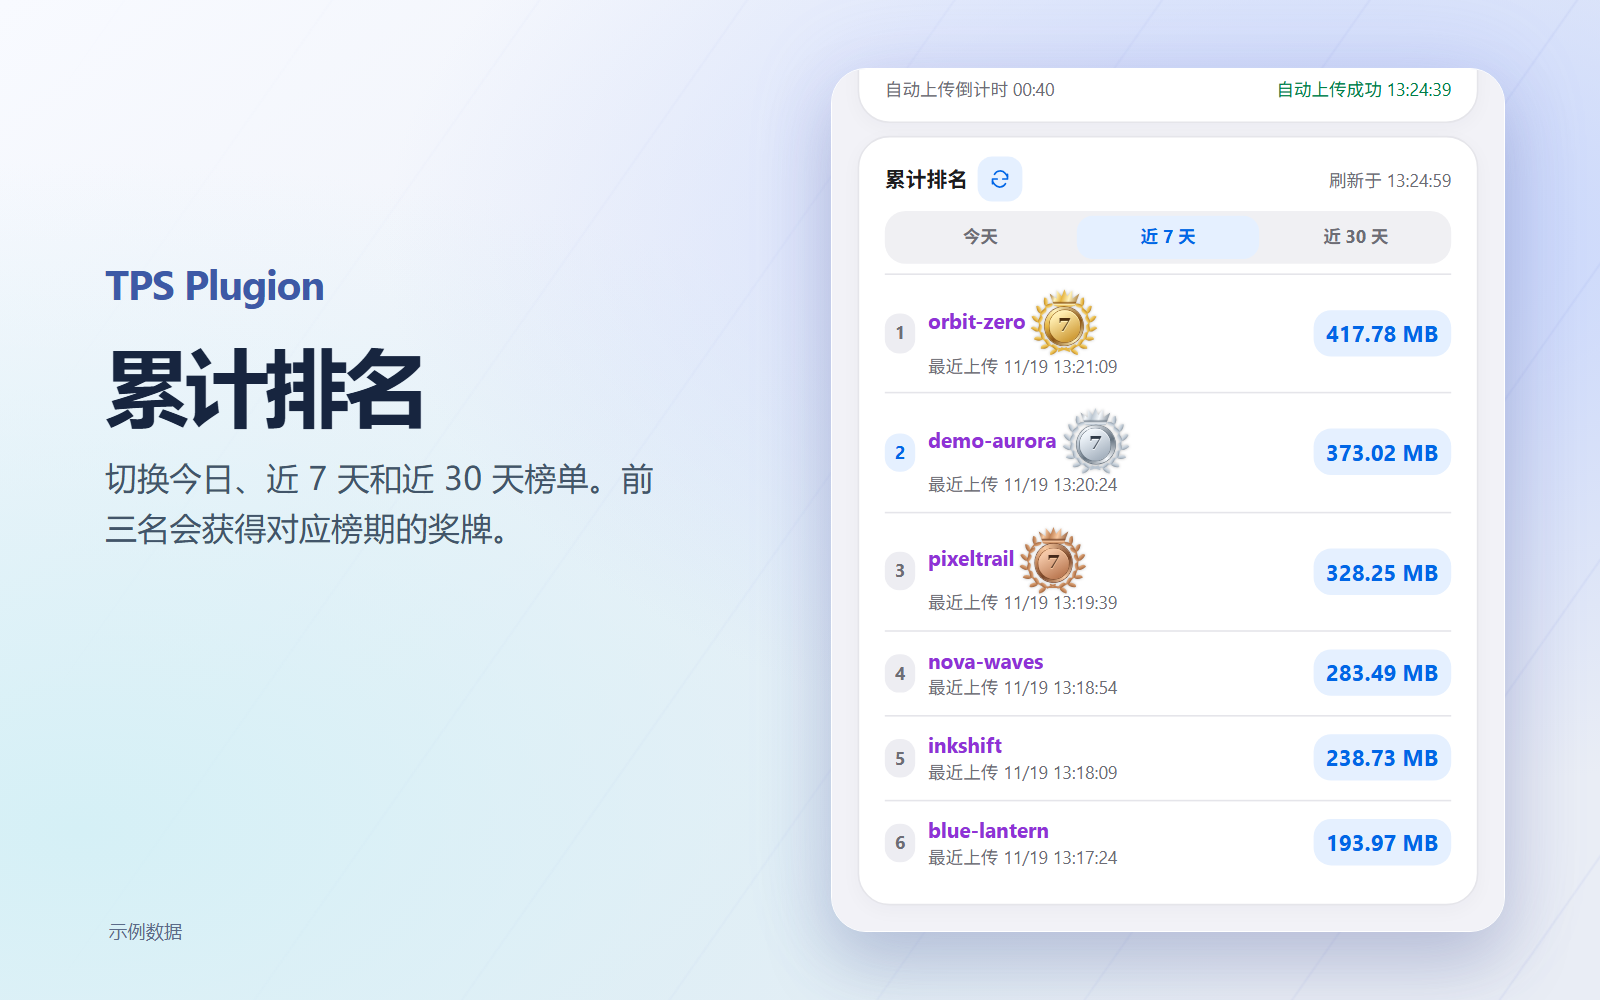 TPS Plugion
累计排名
切换今日、近 7 天和近 30 天榜单。前
三名会获得对应榜期的奖牌。
示例数据
自动上传倒计时 00:40
自动上传成功 13:24:39
累计排名
刷新于 13:24:59
今天
近 7 天
近 30 天
1
orbit-zero
7
最近上传 11/19 13:21:09
417.78 MB
2
demo-aurora
7
最近上传 11/19 13:20:24
373.02 MB
3
pixeltrail
7
最近上传 11/19 13:19:39
328.25 MB
4
nova-waves
最近上传 11/19 13:18:54
283.49 MB
5
inkshift
最近上传 11/19 13:18:09
238.73 MB
6
blue-lantern
最近上传 11/19 13:17:24
193.97 MB